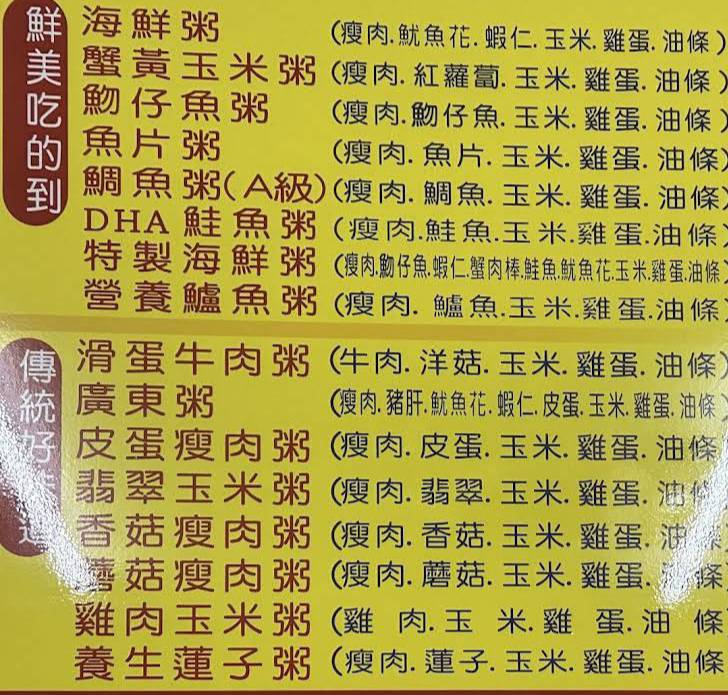 鮮美吃的到
海鮮粥 (瘦肉.魷魚花.蝦仁.玉米.雞蛋.油條)
蟹黃玉米粥 (瘦肉.紅蘿蔔.玉米.雞蛋.油條)
魩仔魚粥 (瘦肉.魩仔魚.玉米.雞蛋.油條)
魚片粥 (瘦肉.魚片.玉米.雞蛋.油條)
鯛魚粥(A級) (瘦肉.鯛魚.玉米.雞蛋.油條)
DHA鮭魚粥 (瘦肉.鮭魚.玉米.雞蛋.油條)
特製海鮮粥 (瘦肉.魩仔魚.蝦仁.蟹肉棒.鮭魚.魷魚花.玉米.雞蛋.油條)
營養鱸魚粥 (瘦肉.鱸魚.玉米.雞蛋.油條)
傳統好
滑蛋牛肉粥 (牛肉.洋菇.玉米.雞蛋.油條)
廣東粥 (瘦肉.豬肝.魷魚花.蝦仁.皮蛋.玉米.雞蛋.油條)
皮蛋瘦肉粥 (瘦肉.皮蛋.玉米.雞蛋.油條
翡翠玉米粥 (瘦肉.翡翠.玉米.雞蛋.油條
香菇瘦肉粥 (瘦肉.香菇.玉米.雞蛋.油條
蘑菇瘦肉粥 (瘦肉.蘑菇.玉米.雞蛋.油條
雞肉玉米粥 (雞肉.玉米.雞蛋.油條
養生蓮子粥 (瘦肉.蓮子.玉米.雞蛋.油條